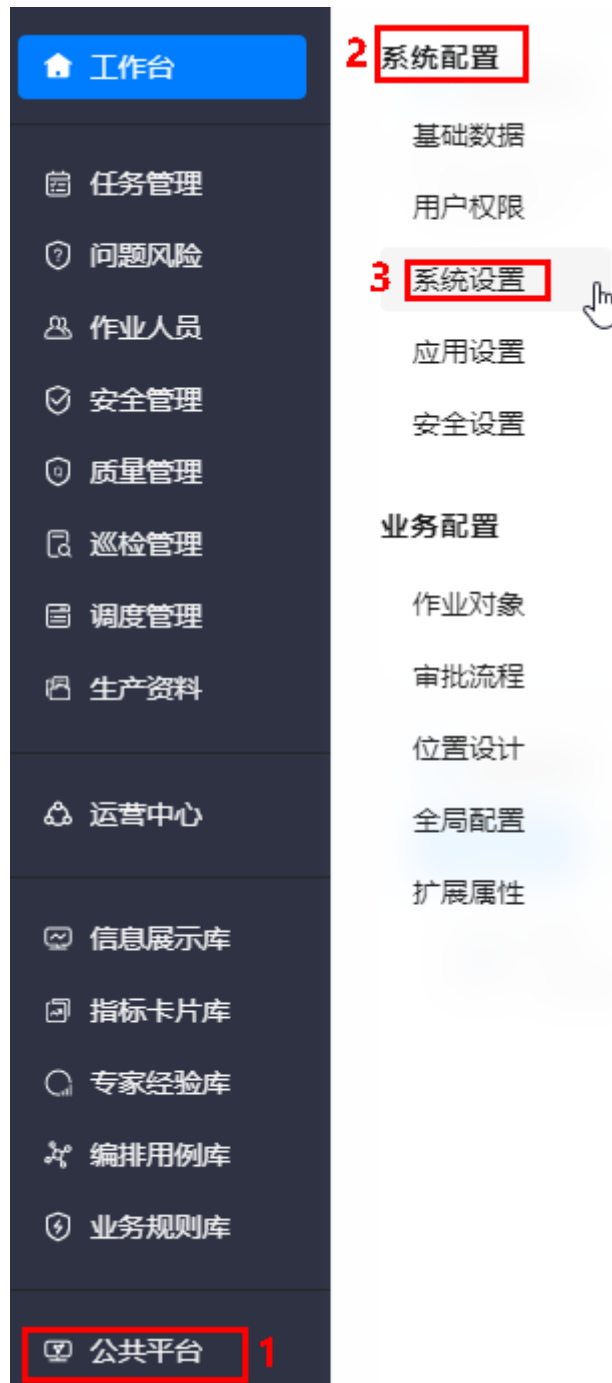 工作台
任务管理
问题风险
作业人员
安全管理
质量管理
巡检管理
调度管理
生产资料
运营中心
信息展示库
指标卡片库
专家经验库
编排用例库
业务规则库
公共平台 1
2 系统配置
基础数据
用户权限
3 系统设置
应用设置
安全设置
业务配置
作业对象
审批流程
位置设计
全局配置
扩展属性